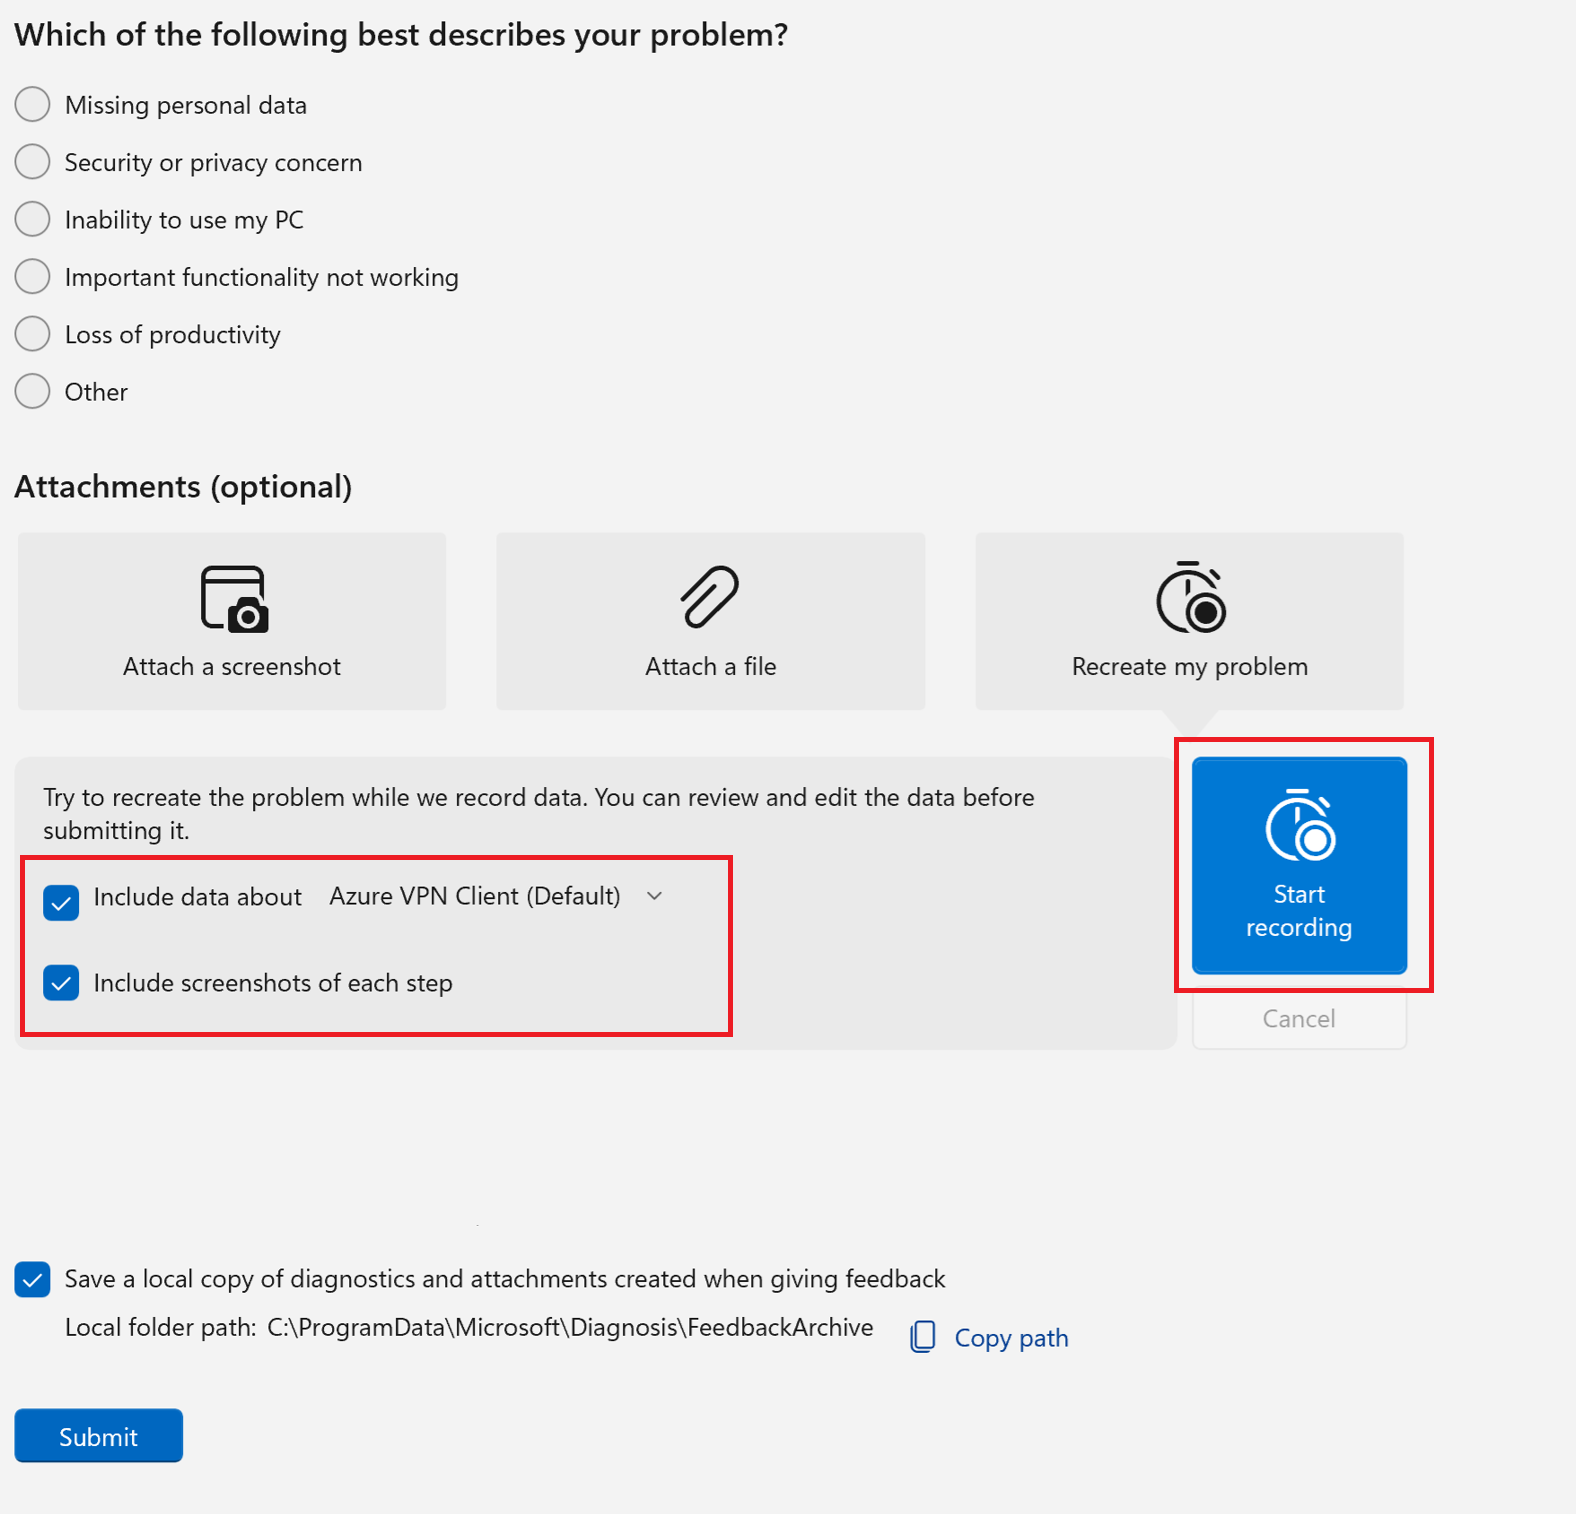 Which of the following best describes your problem?
Missing personal data
Security or privacy concern
Inability to use my PC
Important functionality not working
Loss of productivity
Other
Attachments (optional)
Attach a screenshot
Attach a file
Recreate my problem
Try to recreate the problem while we record data. You can review and edit the data before
submitting it.
Include data about Azure VPN Client (Default)
Include screenshots of each step
Start
recording
Cancel
Save a local copy of diagnostics and attachments created when giving feedback
Local folder path: C:\ProgramData\Microsoft\Diagnosis\FeedbackArchive
Copy path
Submit